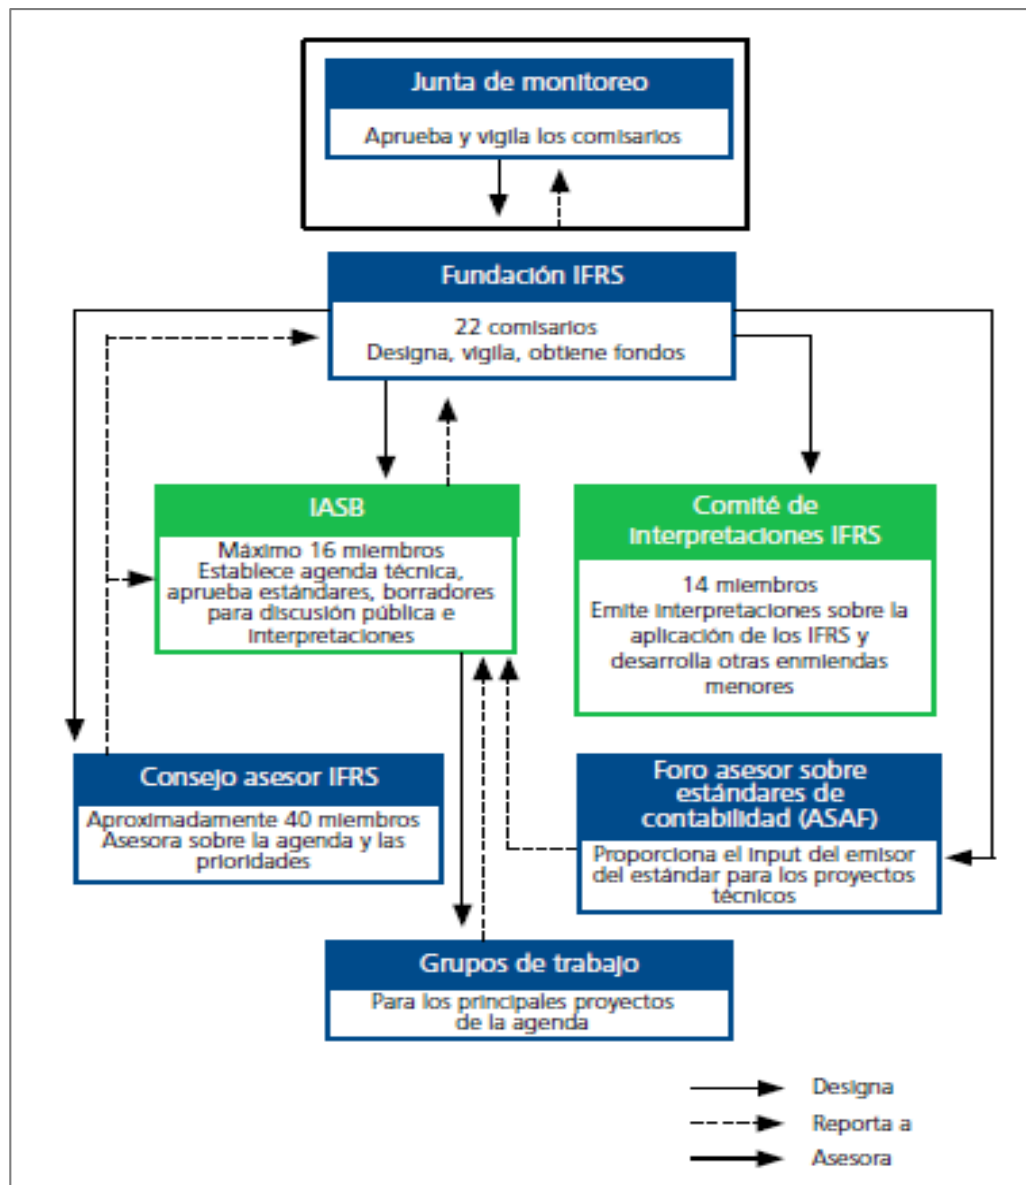 Junta de monitoreo
Aprueba y vigila los comisarios
Fundación IFRS
22 comisarios
Designa, vigila, obtiene fondos
IASB
Máximo 16 miembros
Establece agenda técnica,
aprueba estándares, borradores
para discusión pública e
interpretaciones
Comité de
interpretaciones IFRS
14 miembros
Emite interpretaciones sobre la
aplicación de los IFRS y
desarrolla otras enmiendas
menores
Consejo asesor IFRS
Aproximadamente 40 miembros
Asesora sobre la agenda y las
prioridades
Foro asesor sobre
estándares de
contabilidad (ASAF)
Proporciona el input del emisor
del estándar para los proyectos
técnicos
Grupos de trabajo
Para los principales proyectos
de la agenda
Designa
Reporta a
Asesora